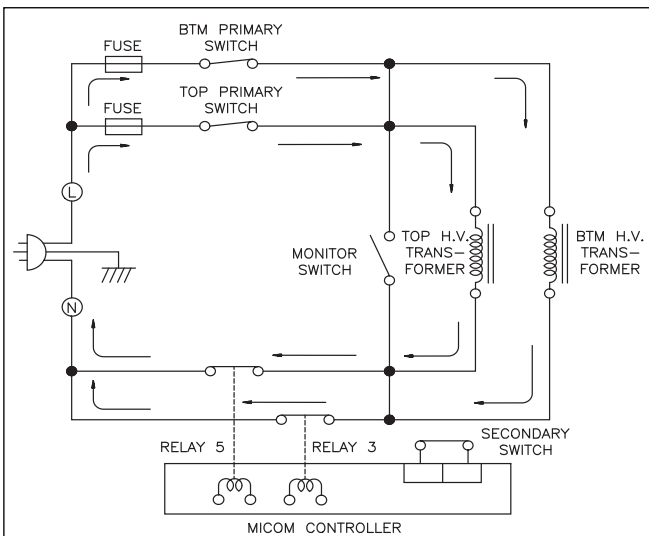 BTM PRIMARY
SWITCH
FUSE
TOP PRIMARY
SWITCH
FUSE
L
MONITOR
SWITCH
TOP H.V.
TRANS-
FORMER
BTM H.V.
TRANS-
FORMER
N
RELAY 5
RELAY 3
SECONDARY
SWITCH
MICOM CONTROLLER